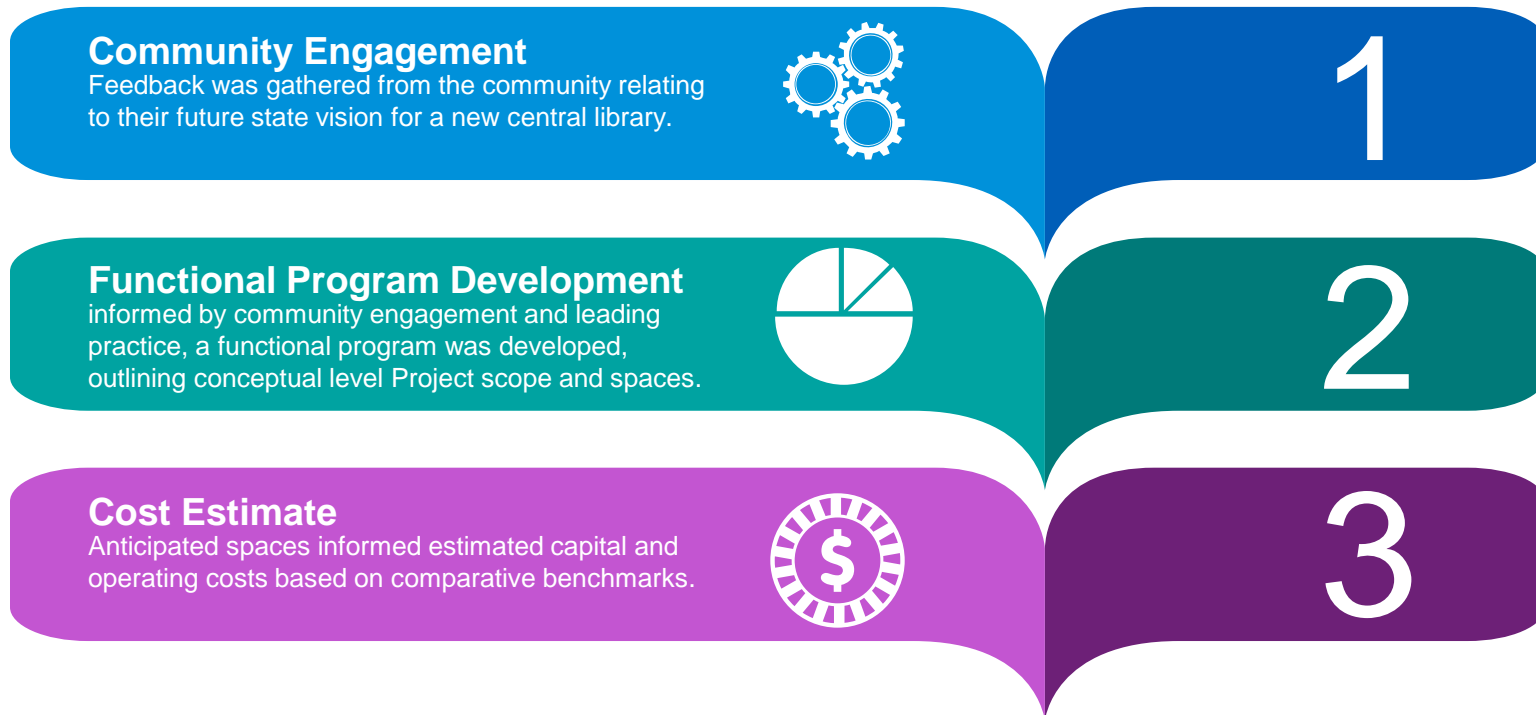 Community Engagement
Feedback was gathered from the community relating
to their future state vision for a new central library.
1
Functional Program Development
informed by community engagement and leading
practice, a functional program was developed,
outlining conceptual level Project scope and spaces.
2
Cost Estimate
Anticipated spaces informed estimated capital and
operating costs based on comparative benchmarks.
$
3